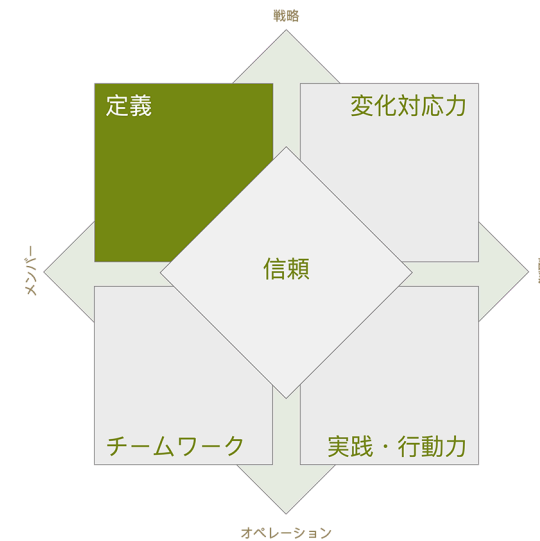 戦略
定義
変化対応力
メンバー
信頼
チームワーク
実践・行動力
オペレーション